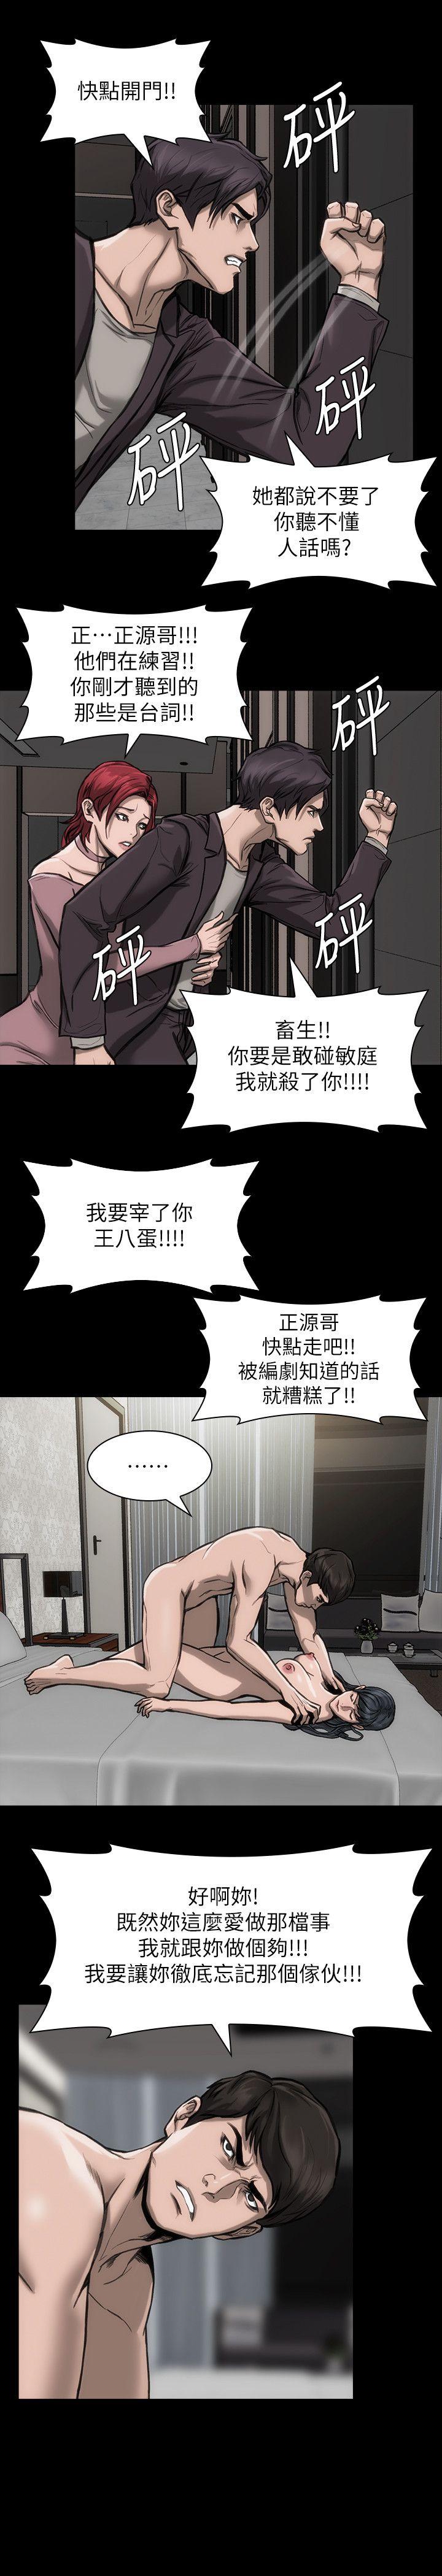 快點開門!!
砰
砰
砰
她都說不要了
你聽不懂
人話嗎?
正⋯正源哥!!!
他們在練習!!
你剛才聽到的
那些是台詞!!
砰
砰
砰
畜生!!
你要是敢碰敏庭
我就殺了你!!!!
我要宰了你
王八蛋!!!!
正源哥
快點走吧!!
被編劇知道的話
就糟糕了!!
⋯⋯
好啊妳!
既然妳這麼愛做那檔事
我就跟妳做個夠!!!
我要讓妳徹底忘記那個傢伙!!!